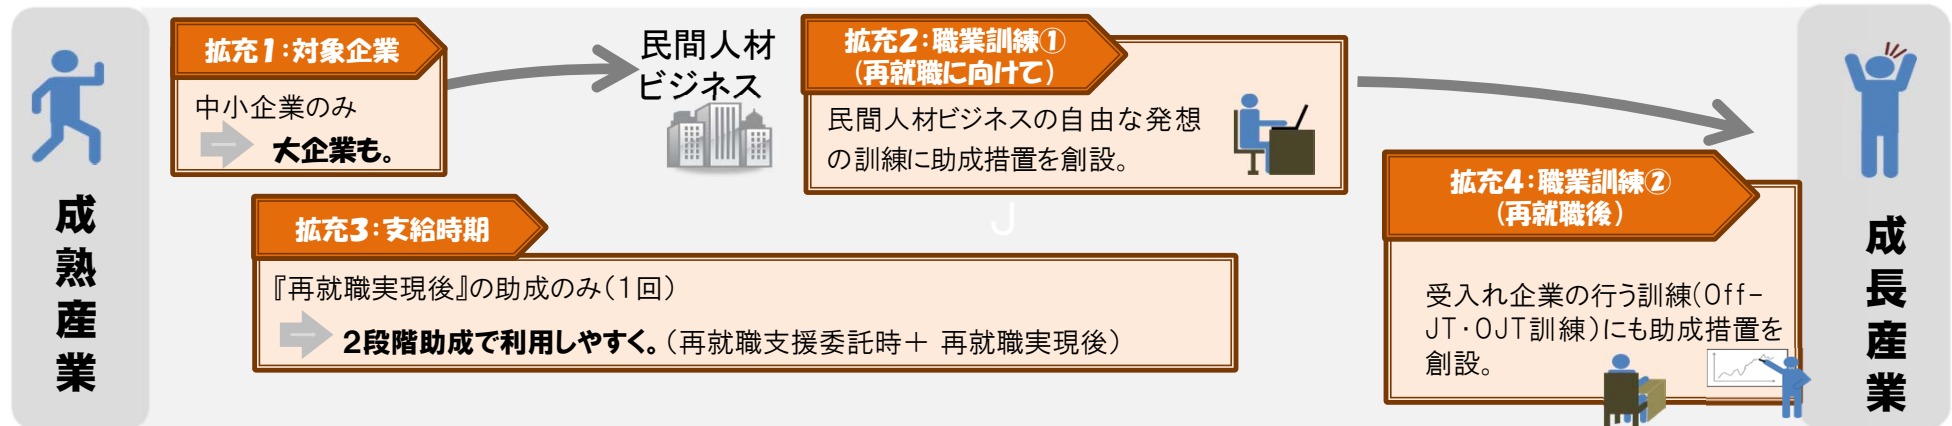 成熟産業
拡充1:対象企業
中小企業のみ
大企業も。
民間人材
ビジネス
拡充2:職業訓練①
(再就職に向けて)
民間人材ビジネスの自由な発想
の訓練に助成措置を創設。
J
拡充3:支給時期
『再就職実現後』の助成のみ(1回)
2段階助成で利用しやすく。(再就職支援委託時+ 再就職実現後)
拡充4:職業訓練②
(再就職後)
受入れ企業の行う訓練(Off-
JT・OJT訓練)にも助成措置を
創設。
成長産業